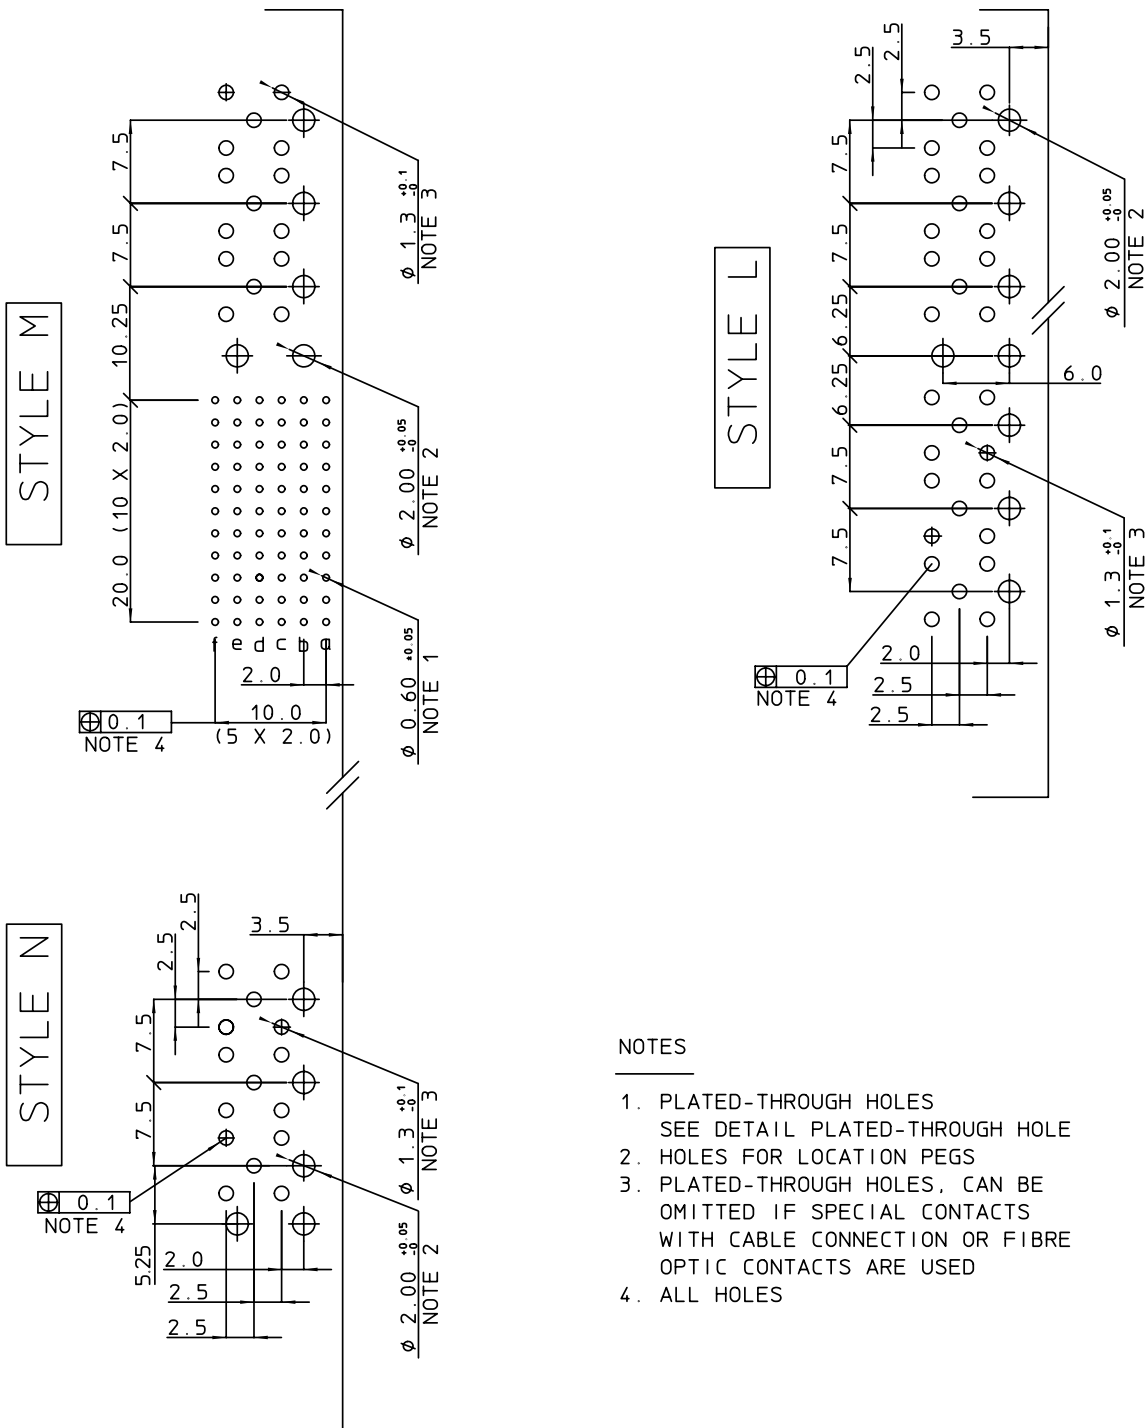 STYLE M
7.5
7.5
10.25
20.0 (10 X 2.0)
f e d c b a
2.0
10.0
(5 X 2.0)
0.1
NOTE 4
ϕ 1.3 +0.1 -0
NOTE 3
ϕ 2.00 +0.05 -0
NOTE 2
ϕ 0.60 ±0.05
NOTE 1
STYLE L
2.5
2.5
3.5
7.5
7.5
6.25
6.25
7.5
7.5
6.0
ϕ 2.00 +0.05 -0
NOTE 2
ϕ 1.3 +0.1 -0
NOTE 3
0.1
NOTE 4
2.0
2.5
2.5
STYLE N
2.5
2.5
3.5
7.5
7.5
5.25
0.1
NOTE 4
2.0
2.5
2.5
ϕ 1.3 +0.1 -0
NOTE 3
ϕ 2.00 +0.05 -0
NOTE 2
NOTES
1. PLATED-THROUGH HOLES
SEE DETAIL PLATED-THROUGH HOLE
2. HOLES FOR LOCATION PEGS
3. PLATED-THROUGH HOLES, CAN BE
OMITTED IF SPECIAL CONTACTS
WITH CABLE CONNECTION OR FIBRE
OPTIC CONTACTS ARE USED
4. ALL HOLES